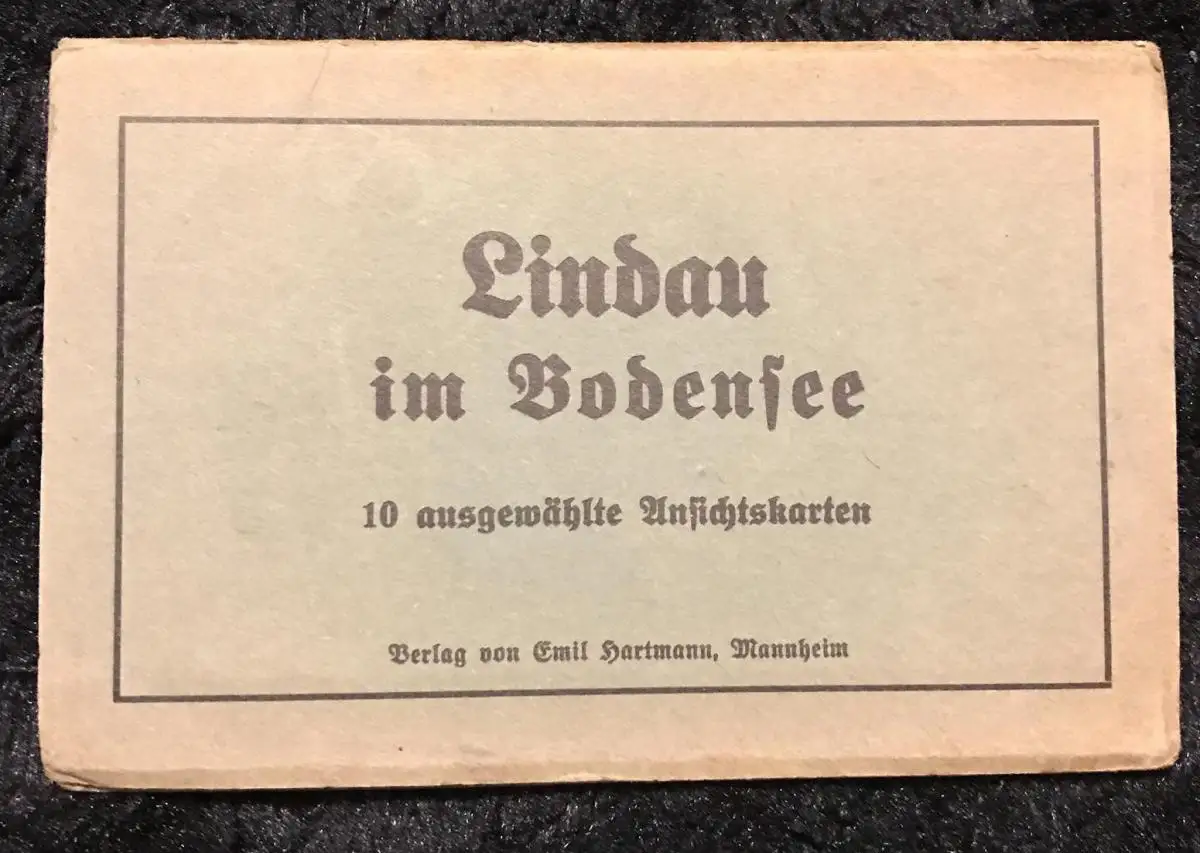 Lindau
im Bodensee
10 ausgewählte Ansichtskarten
Verlag von Emil Hartmann, Mannheim